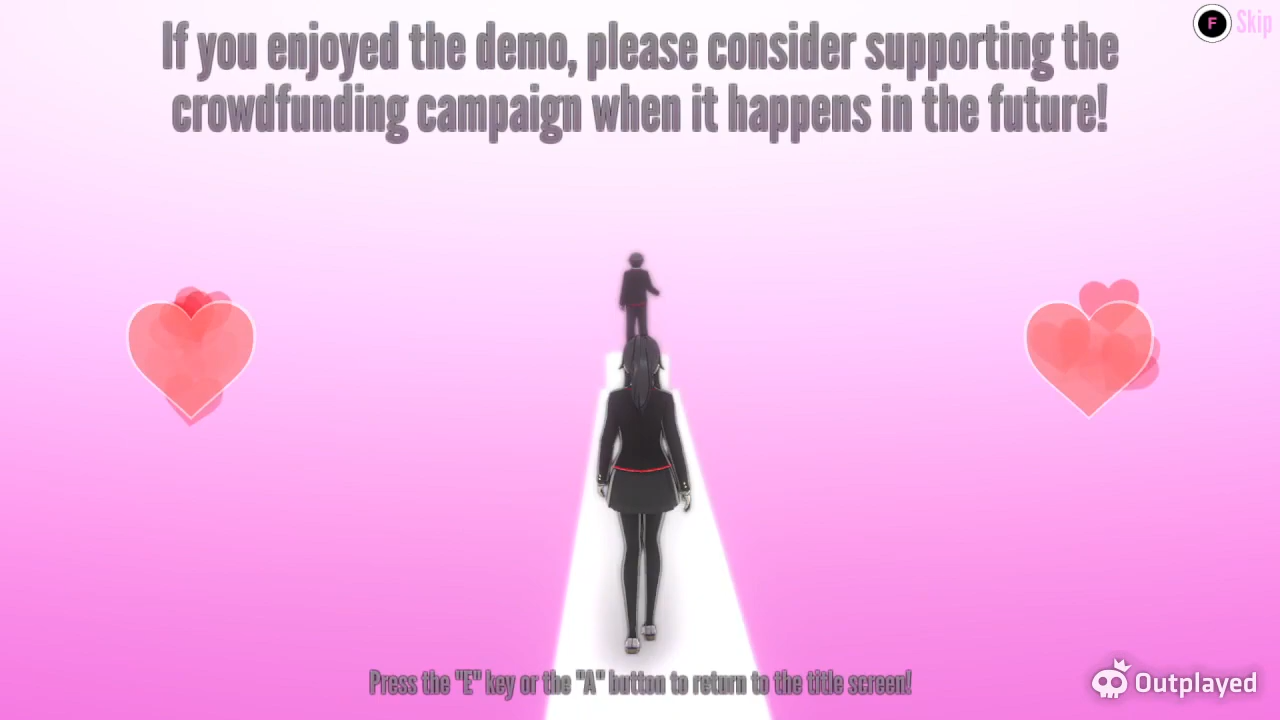 F Skip
If you enjoyed the demo, please consider supporting the
crowdfunding campaign when it happens in the future!
Press the "E" key or the "A" button to return to the title screen!
Outplayed